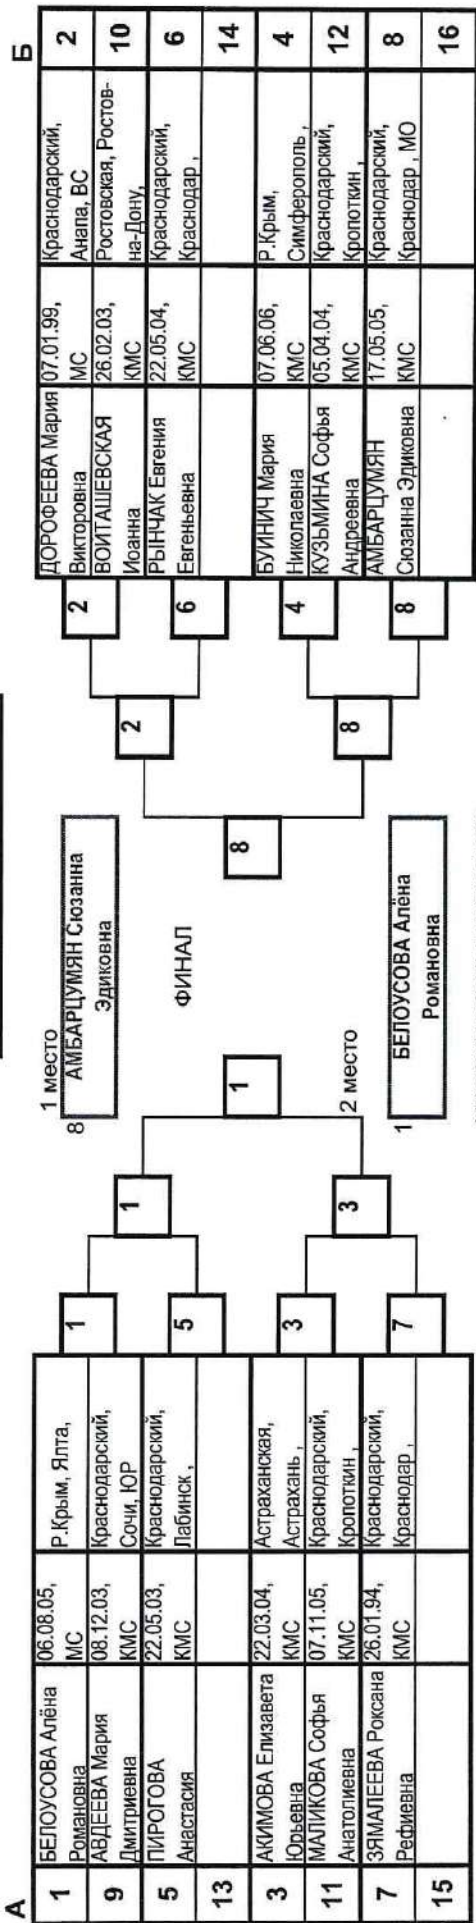 А
1
БЕЛОУСОВА Алёна
Романовна
06.08.05,
МС
Р.Крым, Ялта,
9
АВДЕЕВА Мария
Дмитриевна
08.12.03,
КМС
Краснодарский,
Сочи, ЮР
5
ПИРОГОВА
Анастасия
22.05.03,
КМС
Краснодарский,
Лабинск ,
13
3
АКИМОВА Елизавета
Юрьевна
22.03.04,
КМС
Астраханская,
Астрахань ,
11
МАЛИКОВА Софья
Анатолиевна
07.11.05,
КМС
Краснодарский,
Кропоткин ,
7
ЗЯМАЛЕЕВА Роксана
Рефиевна
26.01.94,
КМС
Краснодарский,
Краснодар ,
15
1
5
3
7
1
3
1
1 место
8
АМБАРЦУМЯН Сюзанна
Эдиковна
ФИНАЛ
2 место
1
БЕЛОУСОВА Алёна
Романовна
8
2
8
2
6
4
8
Б
ДОРОФЕЕВА Мария
Викторовна
07.01.99,
МС
Краснодарский,
Анапа, ВС
2
ВОИТАШЕВСКАЯ
Иоанна
26.02.03,
КМС
Ростовская, Ростов-
на-Дону,
10
РЫНЧАК Евгения
Евгеньевна
22.05.04,
КМС
Краснодарский,
Краснодар ,
6
14
БУИНИЧ Мария
Николаевна
07.06.06,
КМС
Р.Крым,
Симферополь ,
4
КУЗЬМИНА Софья
Андреевна
05.04.04,
КМС
Краснодарский,
Кропоткин ,
12
АМБАРЦУМЯН
Сюзанна Эдиковна
17.05.05,
КМС
Краснодарский,
Краснодар , МО
8
16